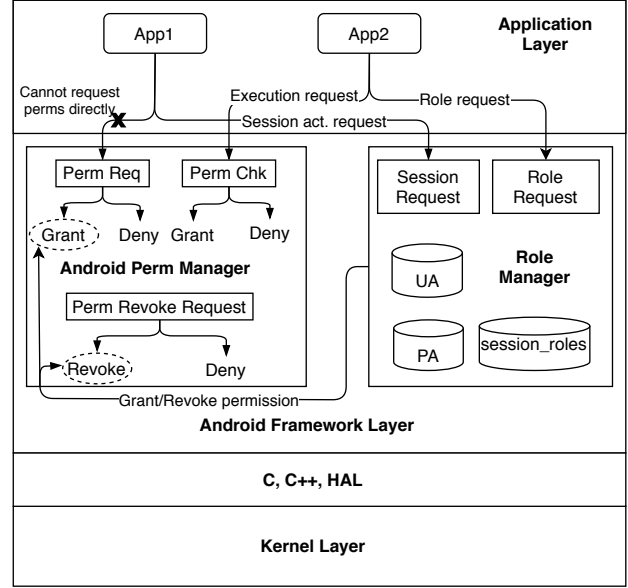 App1
App2
Application
Layer
Cannot request
perms directly
Execution request
Role request
Session act. request
Perm Req
Perm Chk
Session
Request
Role
Request
Grant
Deny
Grant
Deny
Android Perm Manager
Role
Manager
UA
Perm Revoke Request
PA
session_roles
Revoke
Deny
Grant/Revoke permission
Android Framework Layer
C, C++, HAL
Kernel Layer